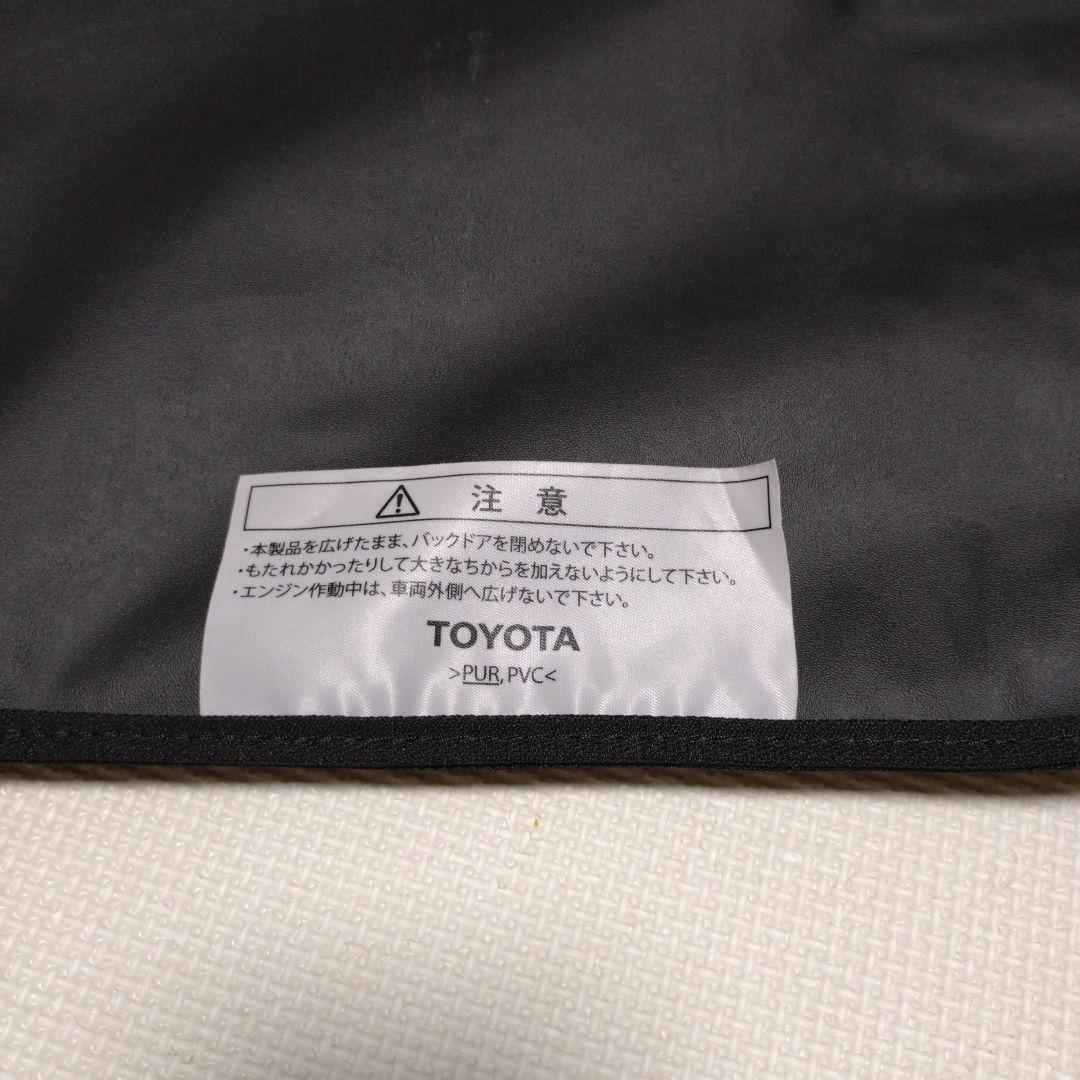 注意
・本製品を広げたまま、バックドアを閉めないで下さい。
・もたれかかったりして大きなちからを加えないようにして下さい。
・エンジン作動中は、車両外側へ広げないで下さい。
TOYOTA
>PUR, PVC<